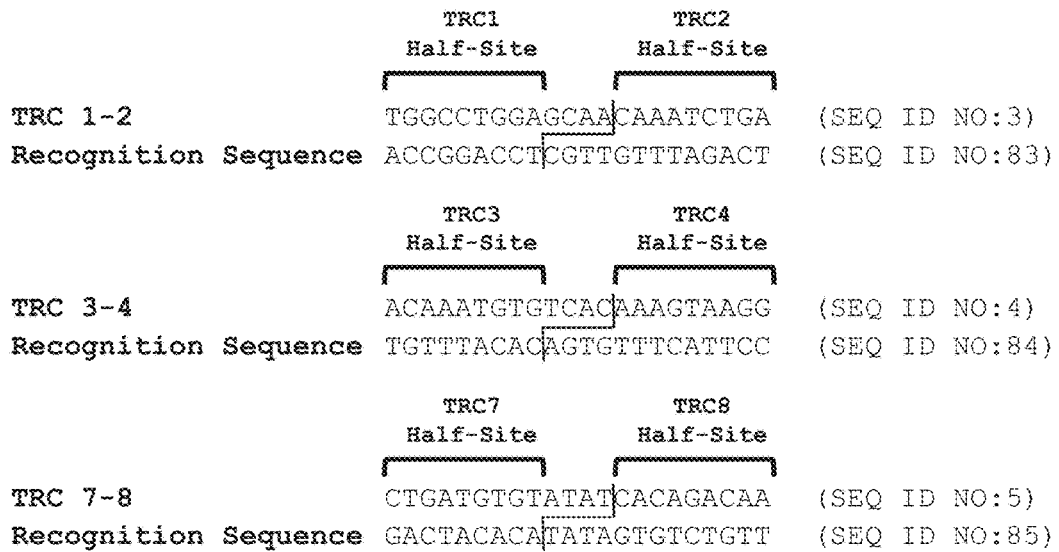 TRC1 TRC2
Half-Site Half-Site
TRC 1-2 TGGCCTGGAGCAACAAATCTGA (SEQ ID NO:3)
Recognition Sequence ACCGGACCTCGTTGTTTAGACT (SEQ ID NO:83)
TRC3 TRC4
Half-Site Half-Site
TRC 3-4 ACAAATGTGTCACAAAGTAAGG (SEQ ID NO:4)
Recognition Sequence TGTTTACACAGTGTTTCATTCC (SEQ ID NO:84)
TRC7 TRC8
Half-Site Half-Site
TRC 7-8 CTGATGTGTATATCACAGACAA (SEQ ID NO:5)
Recognition Sequence GACTACACATATAGTGTCTGTT (SEQ ID NO:85)